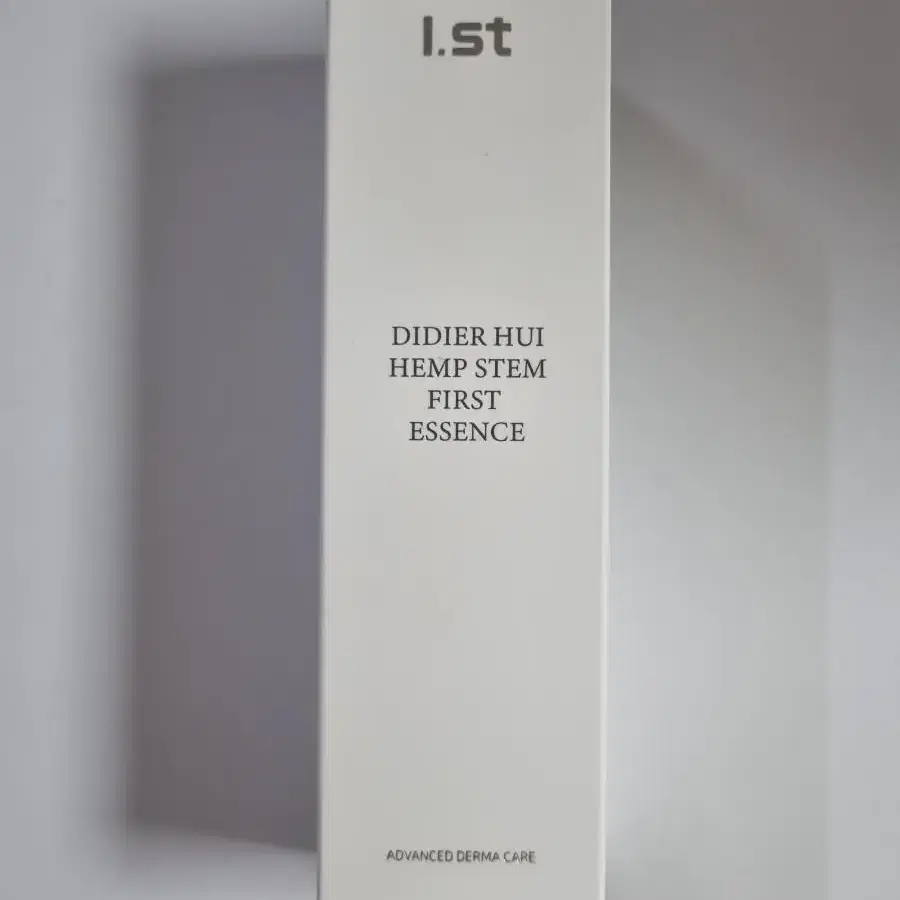 I.st
DIDIER HUI
HEMP STEM
FIRST
ESSENCE
ADVANCED DERMA CARE